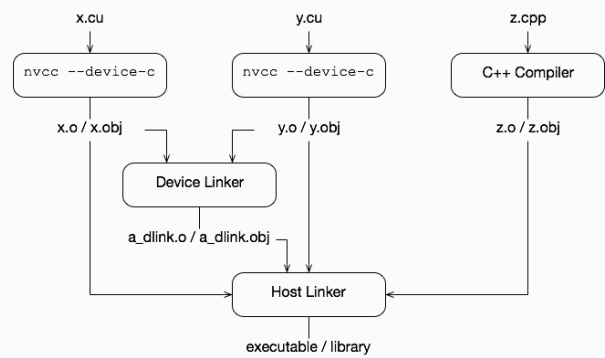 x.cu
y.cu
z.cpp
nvcc --device-c
nvcc --device-c
C++ Compiler
x.o / x.obj
y.o / y.obj
z.o / z.obj
Device Linker
a_dlink.o / a_dlink.obj
Host Linker
executable / library